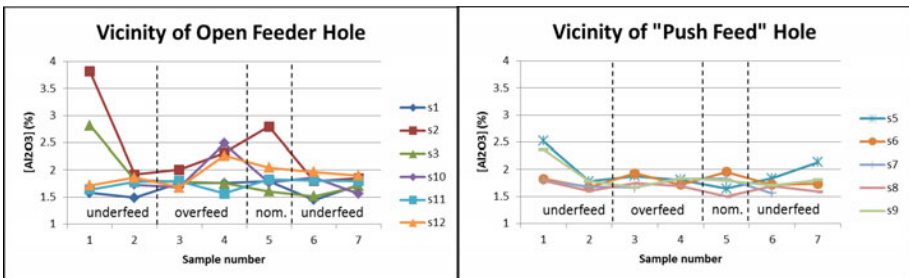 Vicinity of Open Feeder Hole
4
3.5
3
2.5
2
1.5
1
[Al2O3] (%)
underfeed overfeed nom. underfeed
1 2 3 4 5 6 7
Sample number
s1
s2
s3
s10
s11
s12
Vicinity of "Push Feed" Hole
4
3.5
3
2.5
2
1.5
1
[Al2O3] (%)
underfeed overfeed nom. underfeed
1 2 3 4 5 6 7
Sample number
s5
s6
s7
s8
s9